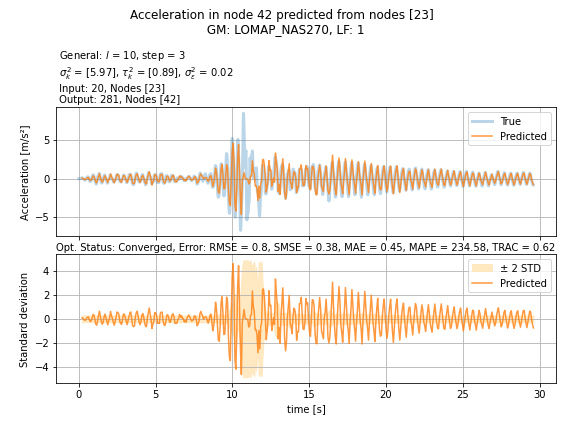 Acceleration in node 42 predicted from nodes [23]
GM: LOMAP_NAS270, LF: 1
General: l = 10, step = 3
σ²ₖ = [5.97], τ²ₖ = [0.89], σ²ε = 0.02
Input: 20, Nodes [23]
Output: 281, Nodes [42]
Acceleration [m/s²]
5
0
−5
True
Predicted
Opt. Status: Converged, Error: RMSE = 0.8, SMSE = 0.38, MAE = 0.45, MAPE = 234.58, TRAC = 0.62
Standard deviation
4
2
0
−2
−4
± 2 STD
Predicted
0 5 10 15 20 25 30
time [s]